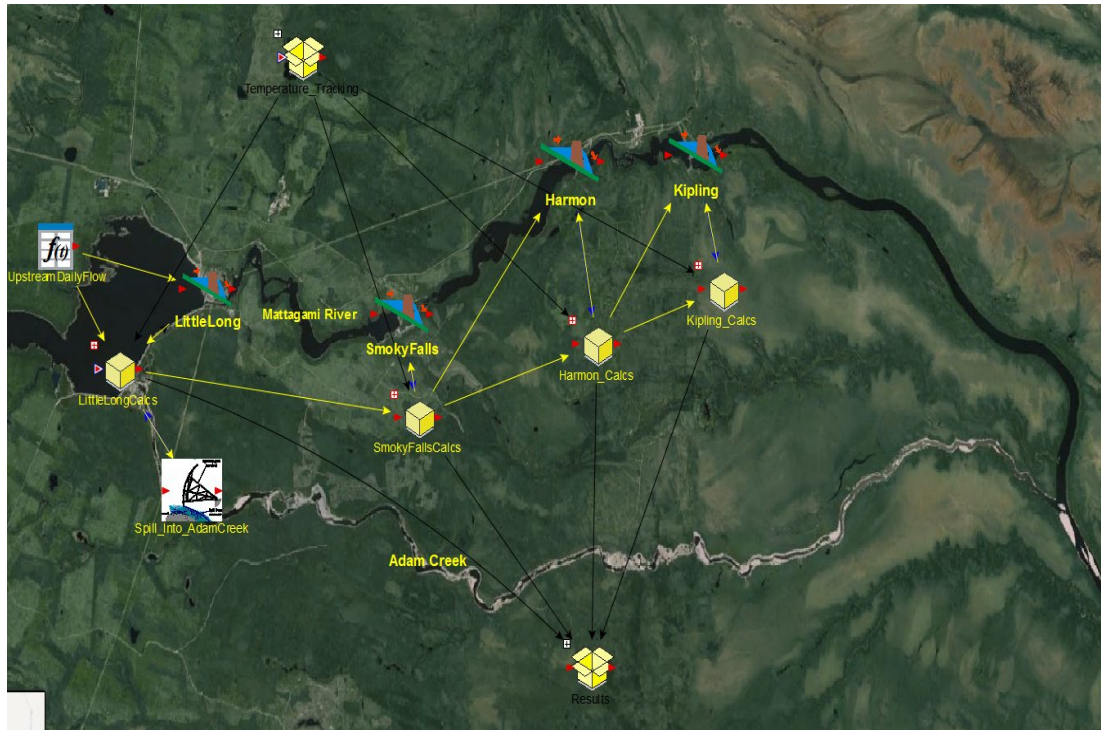 Temperature_Tracking
Harmon
Kipling
f(t)
UpstreamDailyFlow
LittleLong
Mattagami River
SmokyFalls
Kipling_Calcs
Harmon_Calcs
LittleLongCalcs
SmokyFallsCalcs
Spill_Into_AdamCreek
Adam Creek
Results